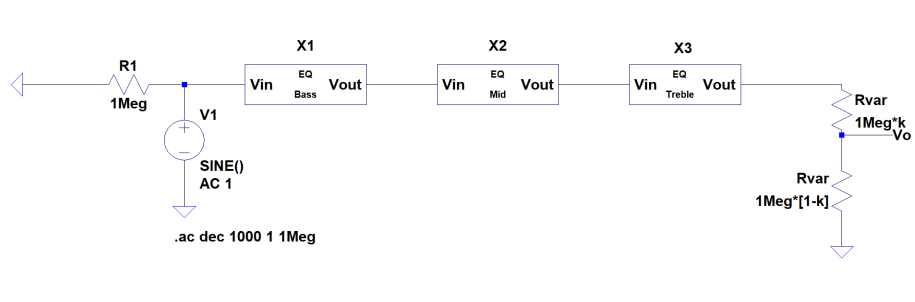 X1
X2
X3
R1
1Meg
Vin
EQ
Bass
Vout
Vin
EQ
Mid
Vout
Vin
EQ
Treble
Vout
V1
SINE()
AC 1
Rvar
1Meg*k
Vo
Rvar
1Meg*[1-k]
.ac dec 1000 1 1Meg